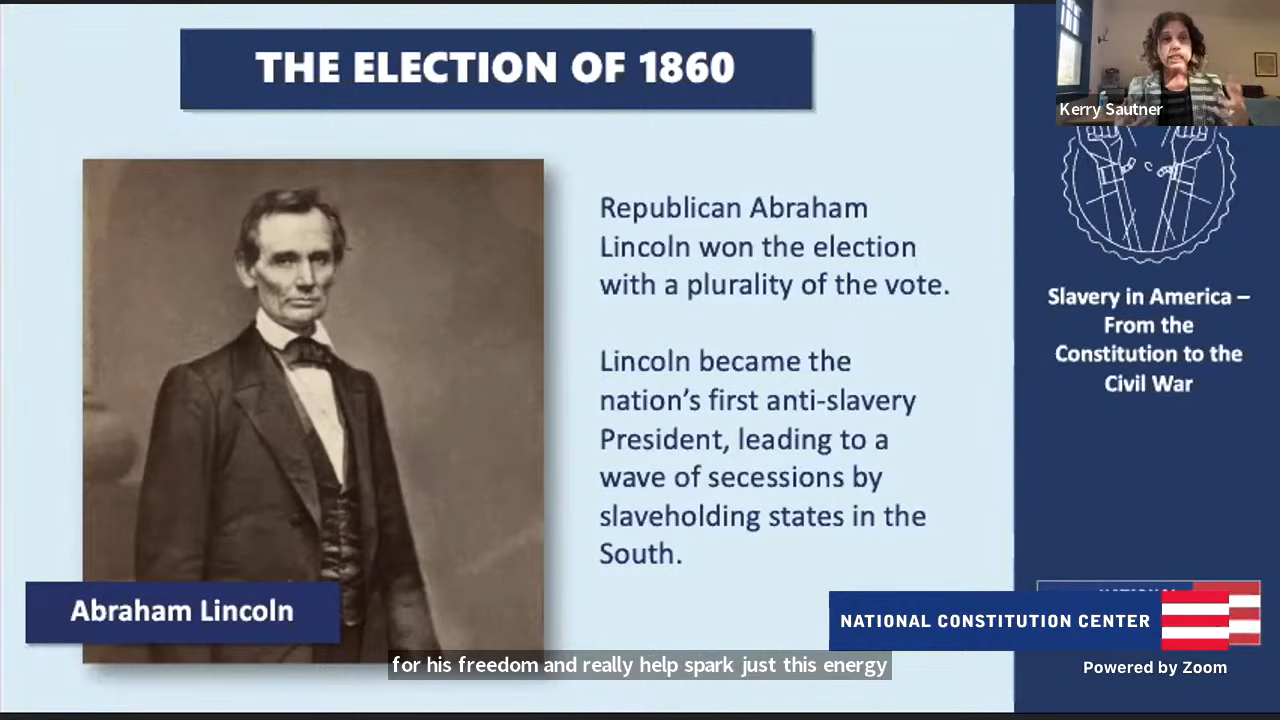 THE ELECTION OF 1860
Kerry Sautner
Republican Abraham
Lincoln won the election
with a plurality of the vote.
Lincoln became the
nation's first anti-slavery
President, leading to a
wave of secessions by
slaveholding states in the
South.
Abraham Lincoln
Slavery in America –
From the
Constitution to the
Civil War
NATIONAL CONSTITUTION CENTER
Powered by Zoom
for his freedom and really help spark just this energy